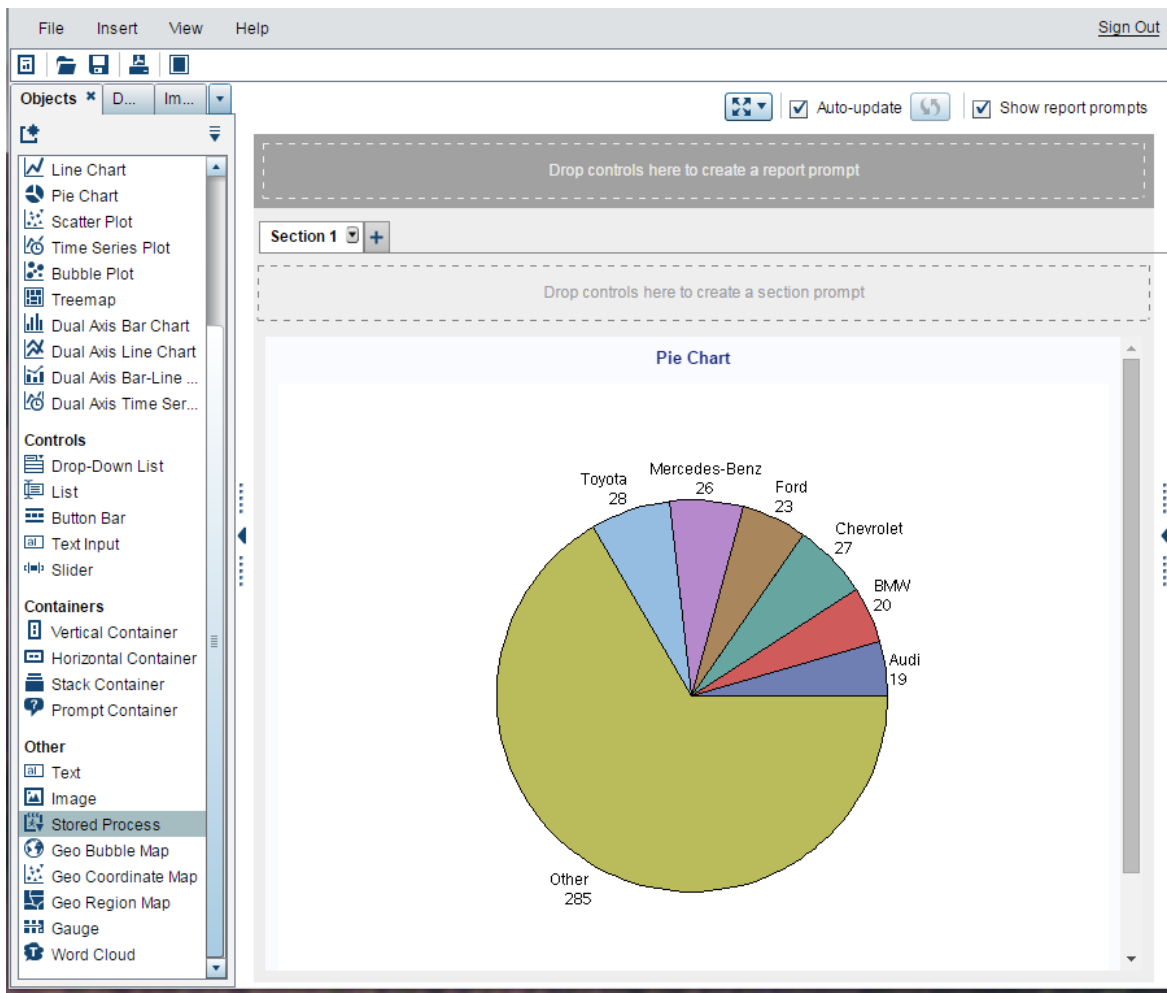 File Insert View Help Sign Out
Objects D... Im...
Auto-update Show report prompts
Line Chart
Pie Chart
Scatter Plot
Time Series Plot
Bubble Plot
Treemap
Dual Axis Bar Chart
Dual Axis Line Chart
Dual Axis Bar-Line ...
Dual Axis Time Ser...
Controls
Drop-Down List
List
Button Bar
Text Input
Slider
Containers
Vertical Container
Horizontal Container
Stack Container
Prompt Container
Other
Text
Image
Stored Process
Geo Bubble Map
Geo Coordinate Map
Geo Region Map
Gauge
Word Cloud
Drop controls here to create a report prompt
Section 1
Drop controls here to create a section prompt
Pie Chart
Toyota
28
Mercedes-Benz
26
Ford
23
Chevrolet
27
BMW
20
Audi
19
Other
285